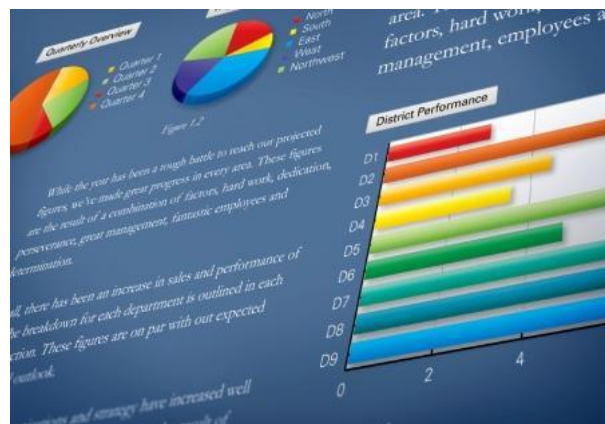 Quarterly Overview
Quarter 1
Quarter 2
Quarter 3
Quarter 4
North
South
East
West
Northwest
Figure 1.2
While the year has been a tough battle to reach our projected
figures, we've made great progress in every area. These figures
are the result of a combination of factors, hard work, dedication,
perseverance, great management, fantastic employees and
determination.
there has been an increase in sales and performance of
breakdown for each department is outlined in each
These figures are on par with our expected
outlook.
and strategy have increased well
of
area.
factors, hard work,
management, employees
District Performance
D1
D2
D3
D4
D5
D6
D7
D8
D9
0
2
4